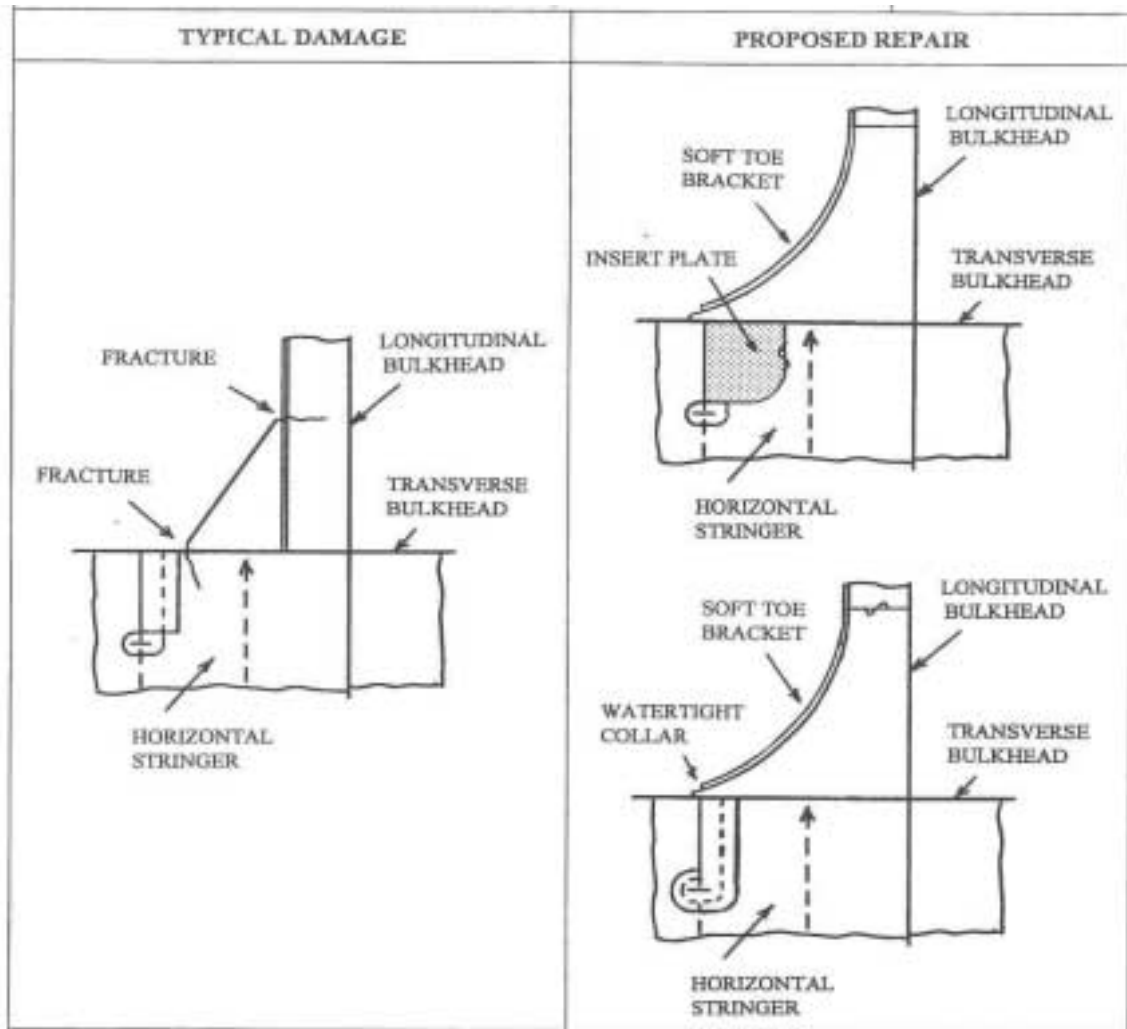 TYPICAL DAMAGE
PROPOSED REPAIR
FRACTURE
LONGITUDINAL
BULKHEAD
FRACTURE
TRANSVERSE
BULKHEAD
HORIZONTAL
STRINGER
LONGITUDINAL
BULKHEAD
SOFT TOE
BRACKET
INSERT PLATE
TRANSVERSE
BULKHEAD
HORIZONTAL
STRINGER
LONGITUDINAL
BULKHEAD
SOFT TOE
BRACKET
WATERTIGHT
COLLAR
TRANSVERSE
BULKHEAD
HORIZONTAL
STRINGER